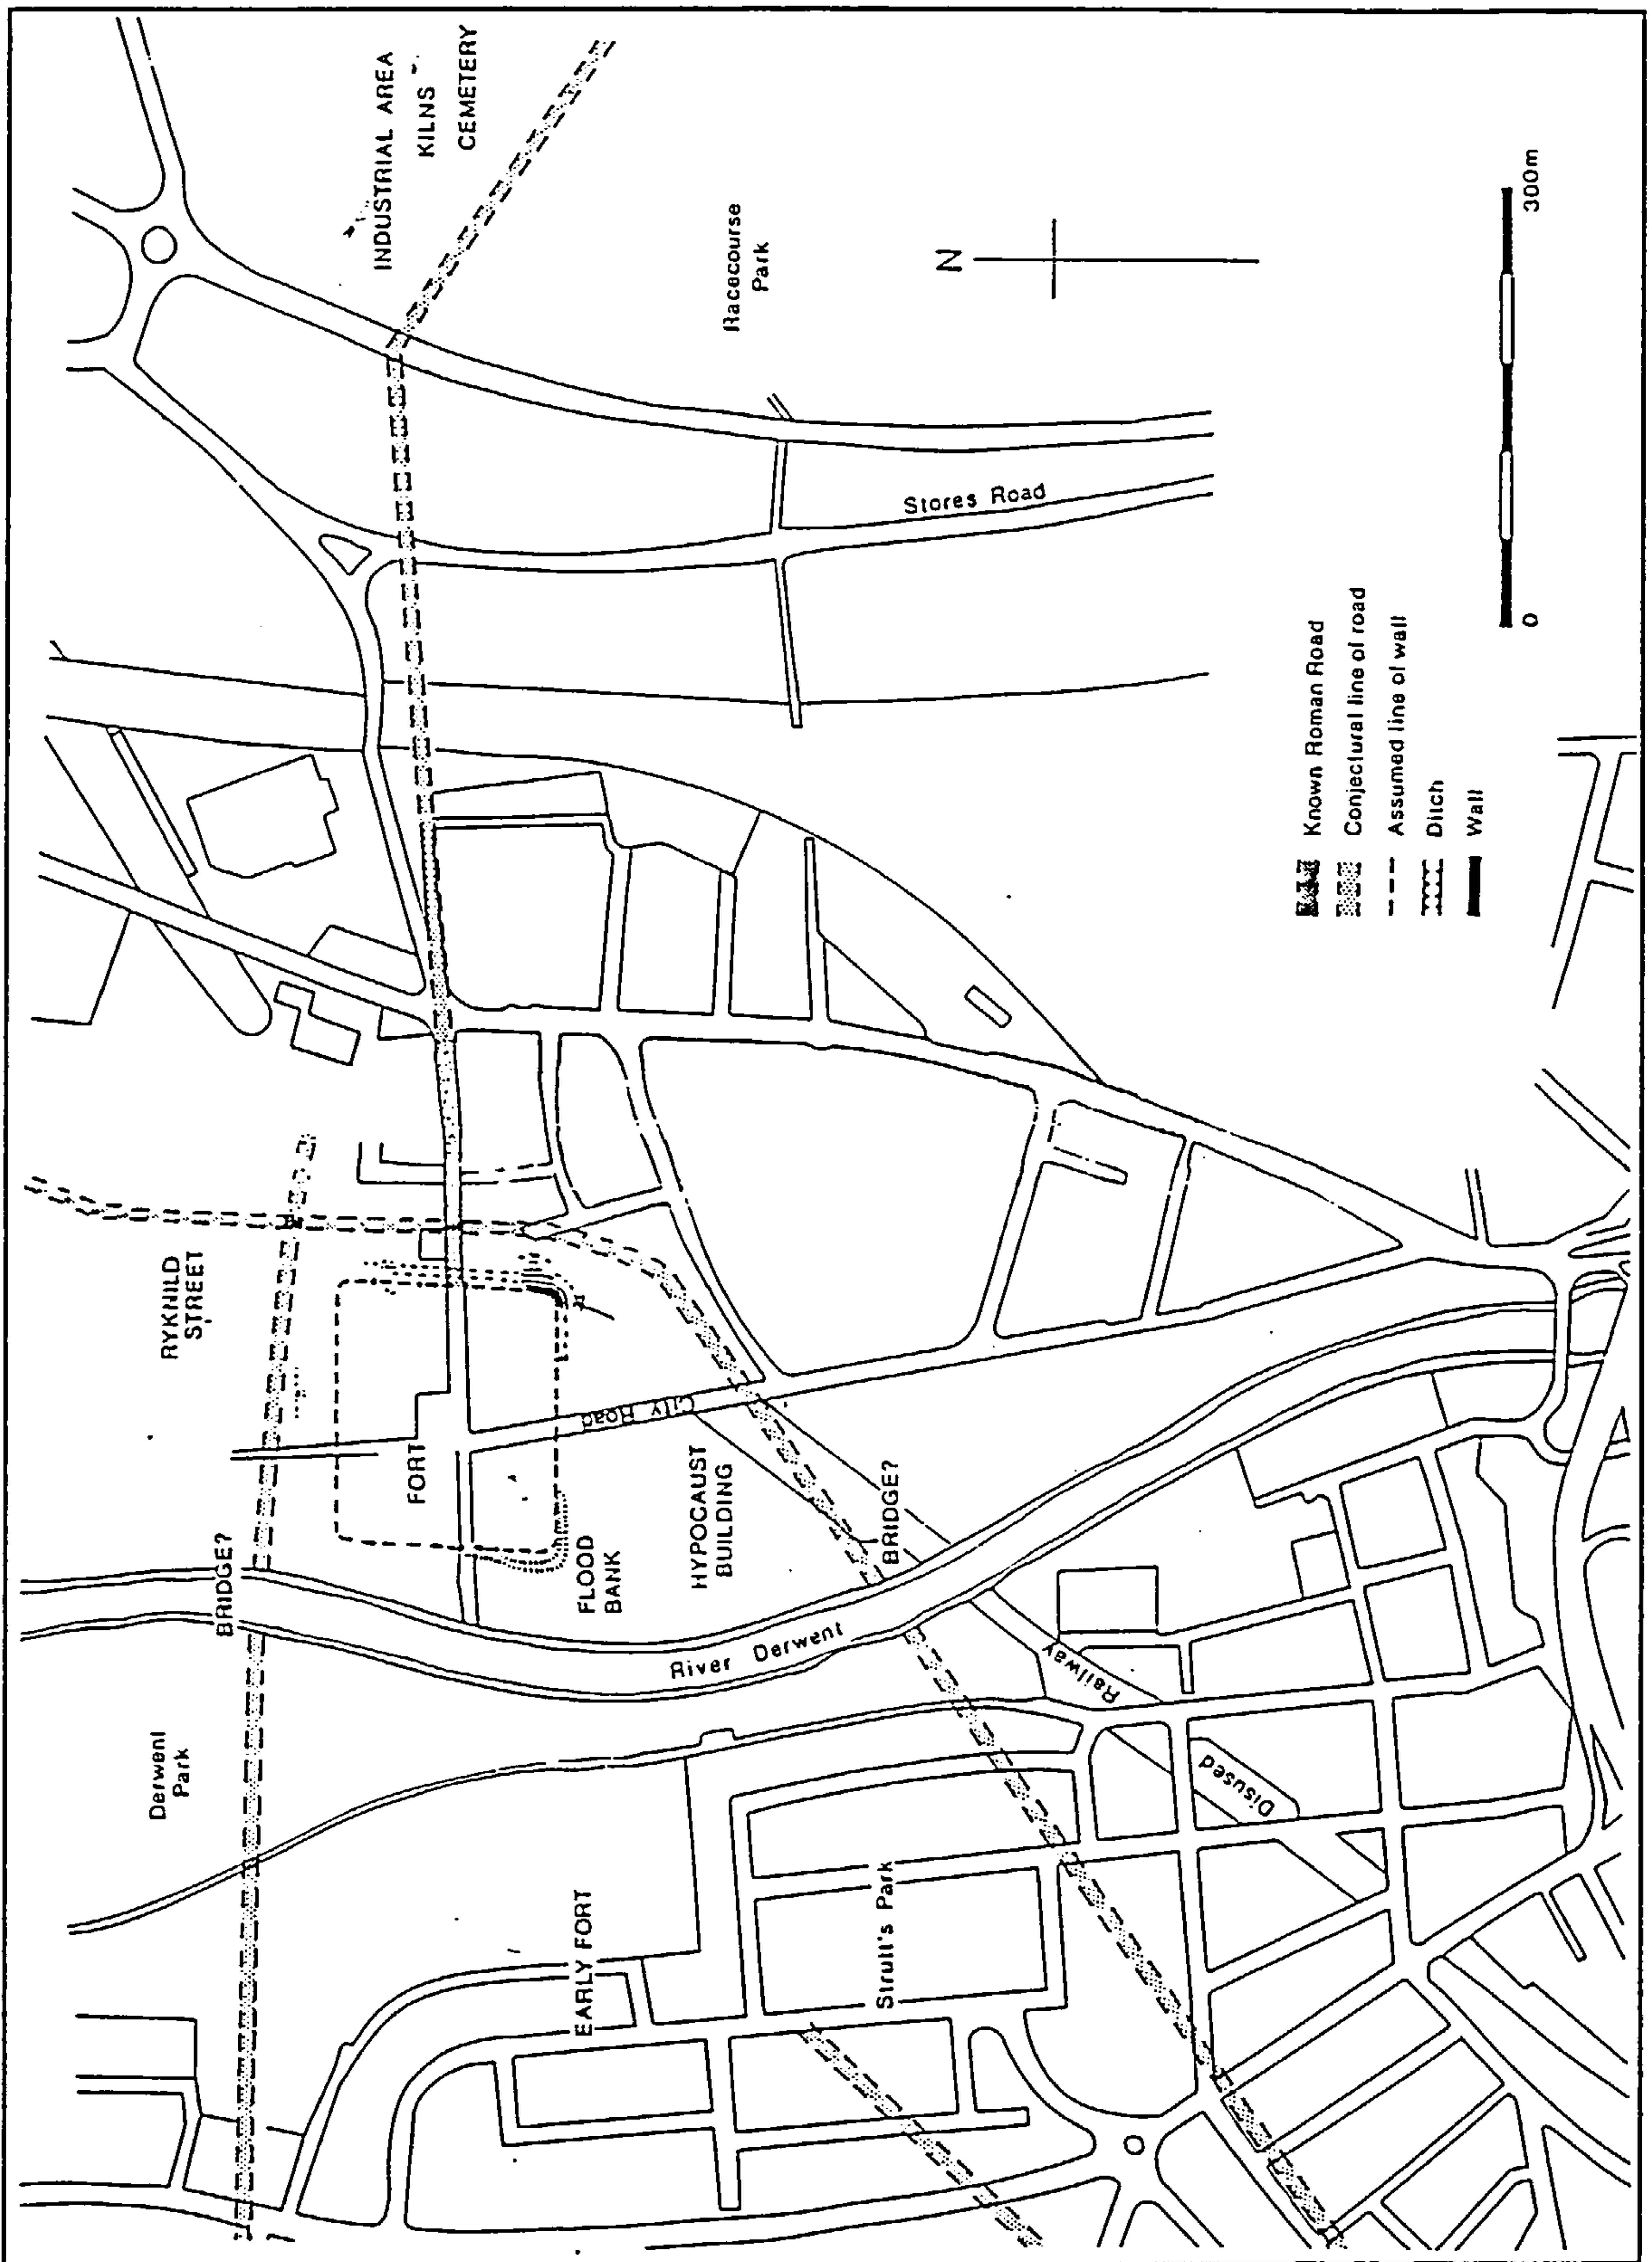 Derwent
Park
RYKNILD
STREET
BRIDGE?
INDUSTRIAL AREA
KILNS
CEMETERY
FORT
EARLY FORT
FLOOD
BANK
City Road
HYPOCAUST
BUILDING
Racecourse
Park
River Derwent
Strutt's Park
BRIDGE?
N
Stores Road
Railway
Disused
Known Roman Road
Conjectural line of road
Assumed line of wall
Ditch
Wall
0 300m